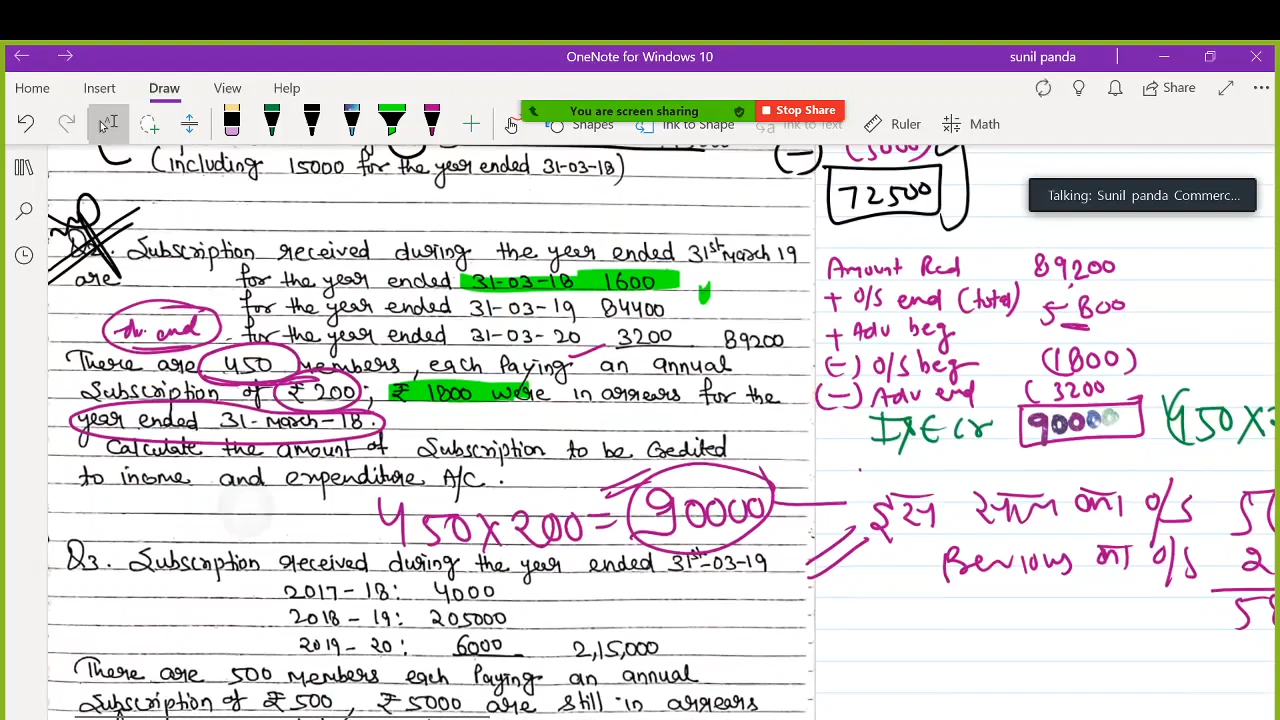 OneNote for Windows 10
sunil panda
Home Insert Draw View Help
Share
You are screen sharing
Stop Share
Shapes Ink to Shape Ink to Text Ruler Math
Talking: Sunil panda Commerc...
(including 15000 for the year ended 31-03-18)
(-) (5000)
72500
Q2. Subscription received during the year ended 31st March 19
are for the year ended 31-03-18 1600
for the year ended 31-03-19 84400
Adv. end for the year ended 31-03-20 3200 89200
There are 450 members, each Paying an annual
Subscription of ₹ 200; ₹ 1800 were in arrears for the
year ended 31-March-18.
Calculate the amount of Subscription to be Credited
to income and expenditure A/C.
450×200=90000
Amount Recd 89200
+ O/S end (total) 5800
+ Adv beg
(-) O/S beg (1800)
(-) Adv end (3200
I&E Cr 90000 450×2
इस साल का O/S 56
Previous का O/S 2
58
Q3. Subscription received during the year ended 31st-03-19
2017-18: 4000
2018-19: 205000
2019-20: 6000 2,15,000
There are 500 members each Paying an annual
Subscription of ₹ 500, ₹ 5000 are still in arrears